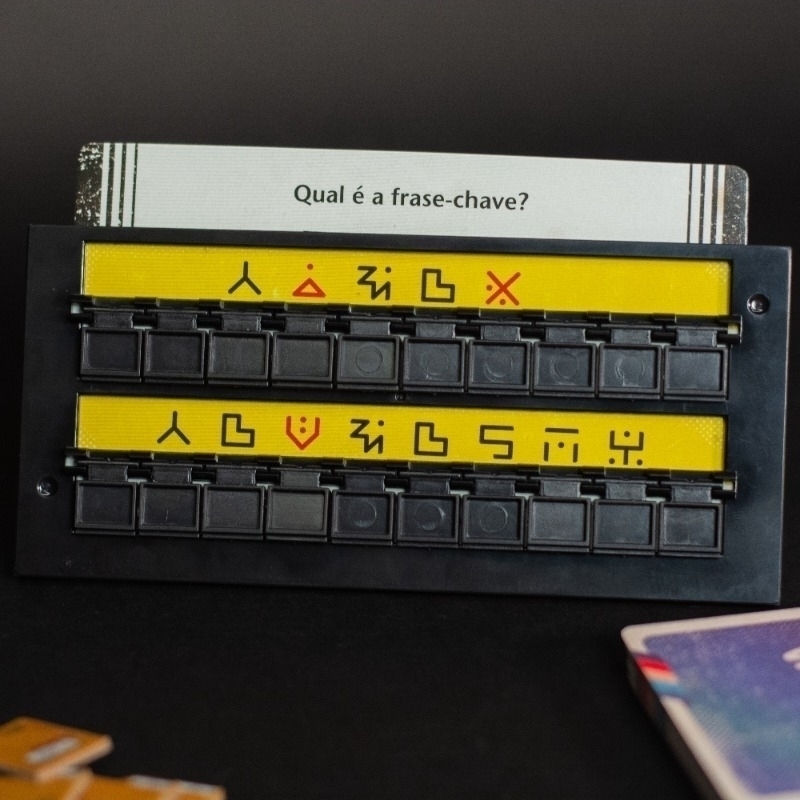 Qual é a frase-chave?